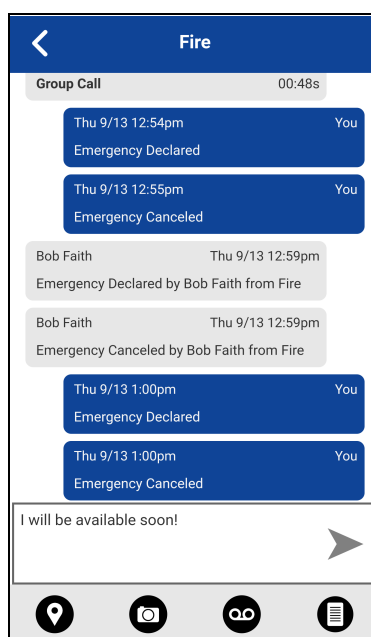 Fire
Group Call 00:48s
Thu 9/13 12:54pm You
Emergency Declared
Thu 9/13 12:55pm You
Emergency Canceled
Bob Faith Thu 9/13 12:59pm
Emergency Declared by Bob Faith from Fire
Bob Faith Thu 9/13 12:59pm
Emergency Canceled by Bob Faith from Fire
Thu 9/13 1:00pm You
Emergency Declared
Thu 9/13 1:00pm You
Emergency Canceled
I will be available soon!